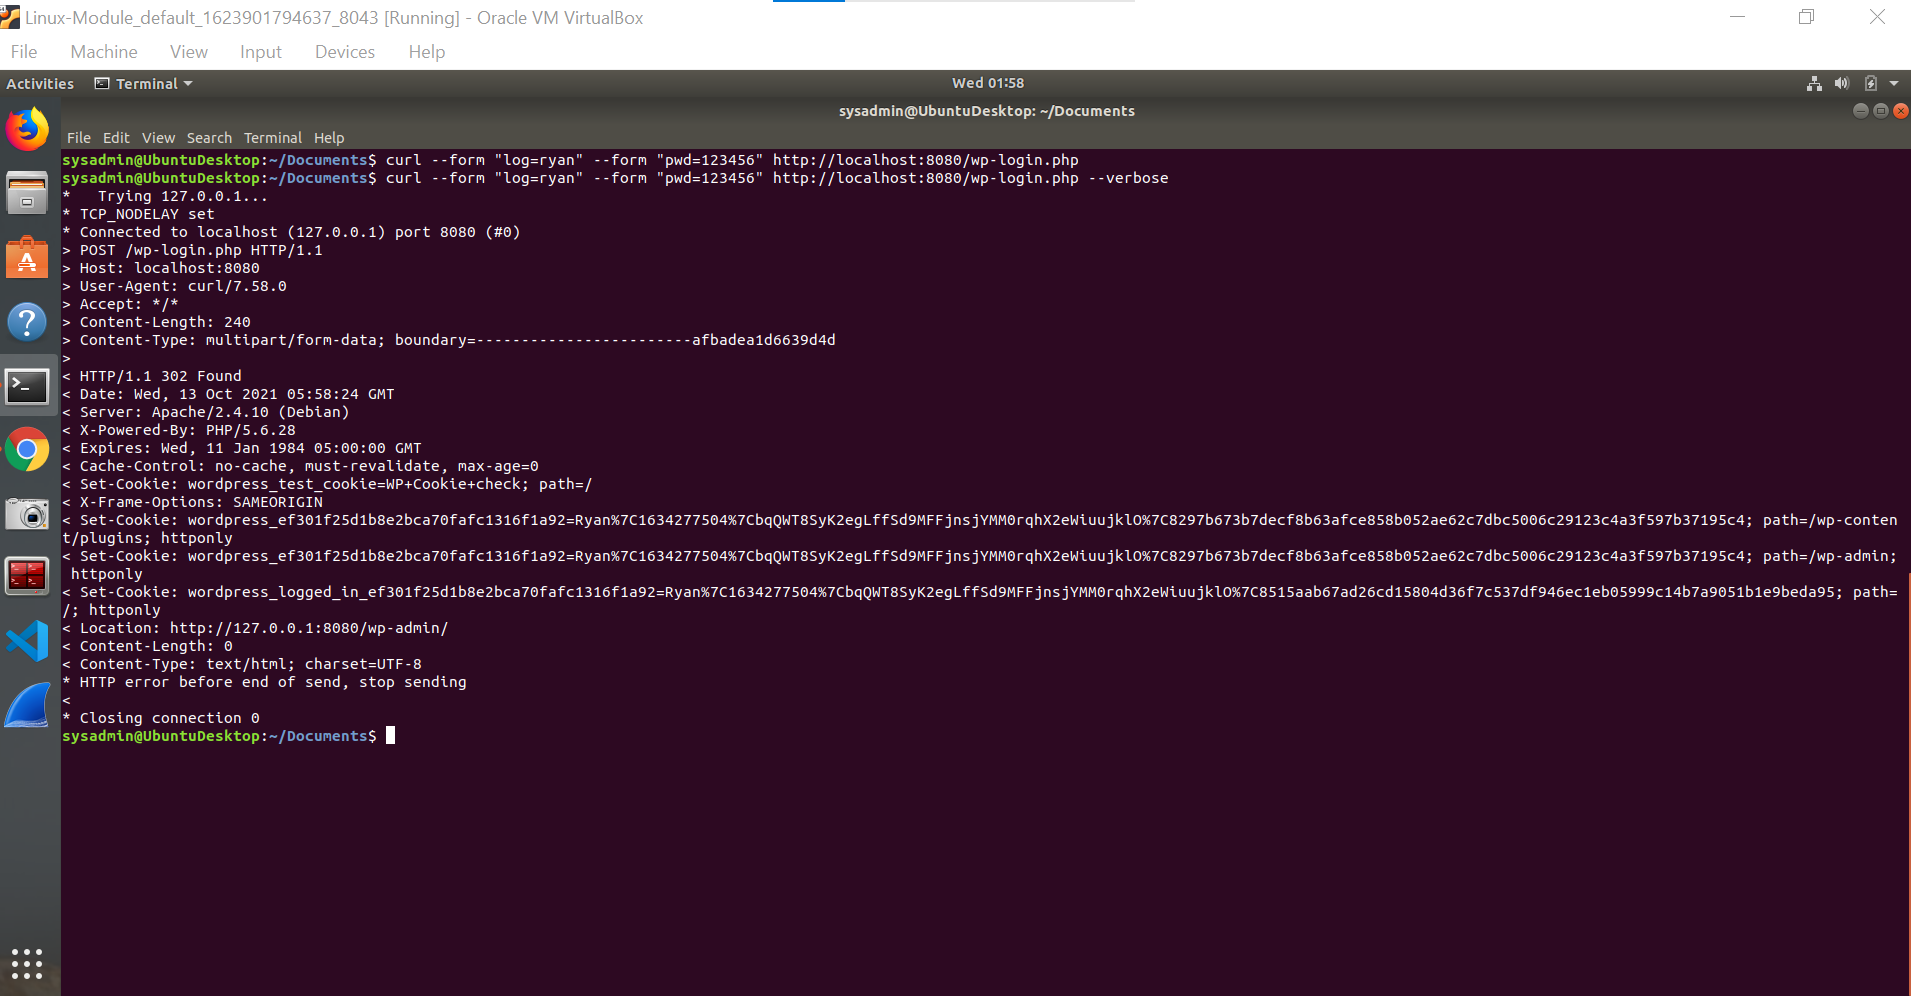 Linux-Module_default_1623901794637_8043 [Running] - Oracle VM VirtualBox
File Machine View Input Devices Help
Activities Terminal Wed 01:58
sysadmin@UbuntuDesktop: ~/Documents
File Edit View Search Terminal Help
sysadmin@UbuntuDesktop:~/Documents$ curl --form "log=ryan" --form "pwd=123456" http://localhost:8080/wp-login.php
sysadmin@UbuntuDesktop:~/Documents$ curl --form "log=ryan" --form "pwd=123456" http://localhost:8080/wp-login.php --verbose
*   Trying 127.0.0.1...
* TCP_NODELAY set
* Connected to localhost (127.0.0.1) port 8080 (#0)
> POST /wp-login.php HTTP/1.1
> Host: localhost:8080
> User-Agent: curl/7.58.0
> Accept: */*
> Content-Length: 240
> Content-Type: multipart/form-data; boundary=------------------------afbadea1d6639d4d
>
< HTTP/1.1 302 Found
< Date: Wed, 13 Oct 2021 05:58:24 GMT
< Server: Apache/2.4.10 (Debian)
< X-Powered-By: PHP/5.6.28
< Expires: Wed, 11 Jan 1984 05:00:00 GMT
< Cache-Control: no-cache, must-revalidate, max-age=0
< Set-Cookie: wordpress_test_cookie=WP+Cookie+check; path=/
< X-Frame-Options: SAMEORIGIN
< Set-Cookie: wordpress_ef301f25d1b8e2bca70fafc1316f1a92=Ryan%7C1634277504%7CbqQWT8SyK2egLffSd9MFFjnsjYMM0rqhX2eWiuujklO%7C8297b673b7decf8b63afce858b052ae62c7dbc5006c29123c4a3f597b37195c4; path=/wp-conten
t/plugins; httponly
< Set-Cookie: wordpress_ef301f25d1b8e2bca70fafc1316f1a92=Ryan%7C1634277504%7CbqQWT8SyK2egLffSd9MFFjnsjYMM0rqhX2eWiuujklO%7C8297b673b7decf8b63afce858b052ae62c7dbc5006c29123c4a3f597b37195c4; path=/wp-admin;
 httponly
< Set-Cookie: wordpress_logged_in_ef301f25d1b8e2bca70fafc1316f1a92=Ryan%7C1634277504%7CbqQWT8SyK2egLffSd9MFFjnsjYMM0rqhX2eWiuujklO%7C8515aab67ad26cd15804d36f7c537df946ec1eb05999c14b7a9051b1e9beda95; path=
/; httponly
< Location: http://127.0.0.1:8080/wp-admin/
< Content-Length: 0
< Content-Type: text/html; charset=UTF-8
* HTTP error before end of send, stop sending
<
* Closing connection 0
sysadmin@UbuntuDesktop:~/Documents$